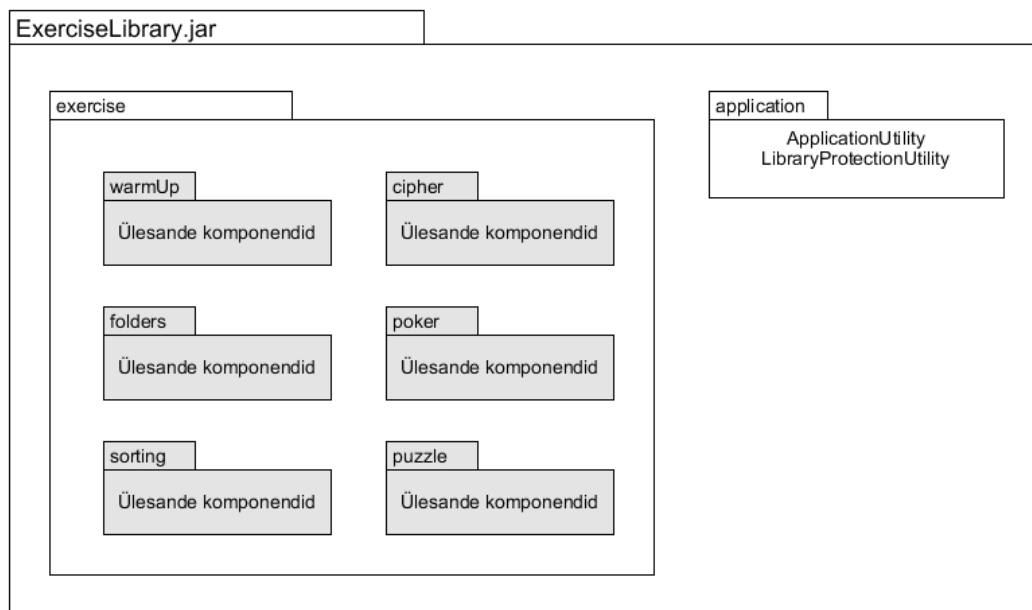 ExerciseLibrary.jar
exercise
application
ApplicationUtility
LibraryProtectionUtility
warmUp
Ülesande komponendid
cipher
Ülesande komponendid
folders
Ülesande komponendid
poker
Ülesande komponendid
sorting
Ülesande komponendid
puzzle
Ülesande komponendid